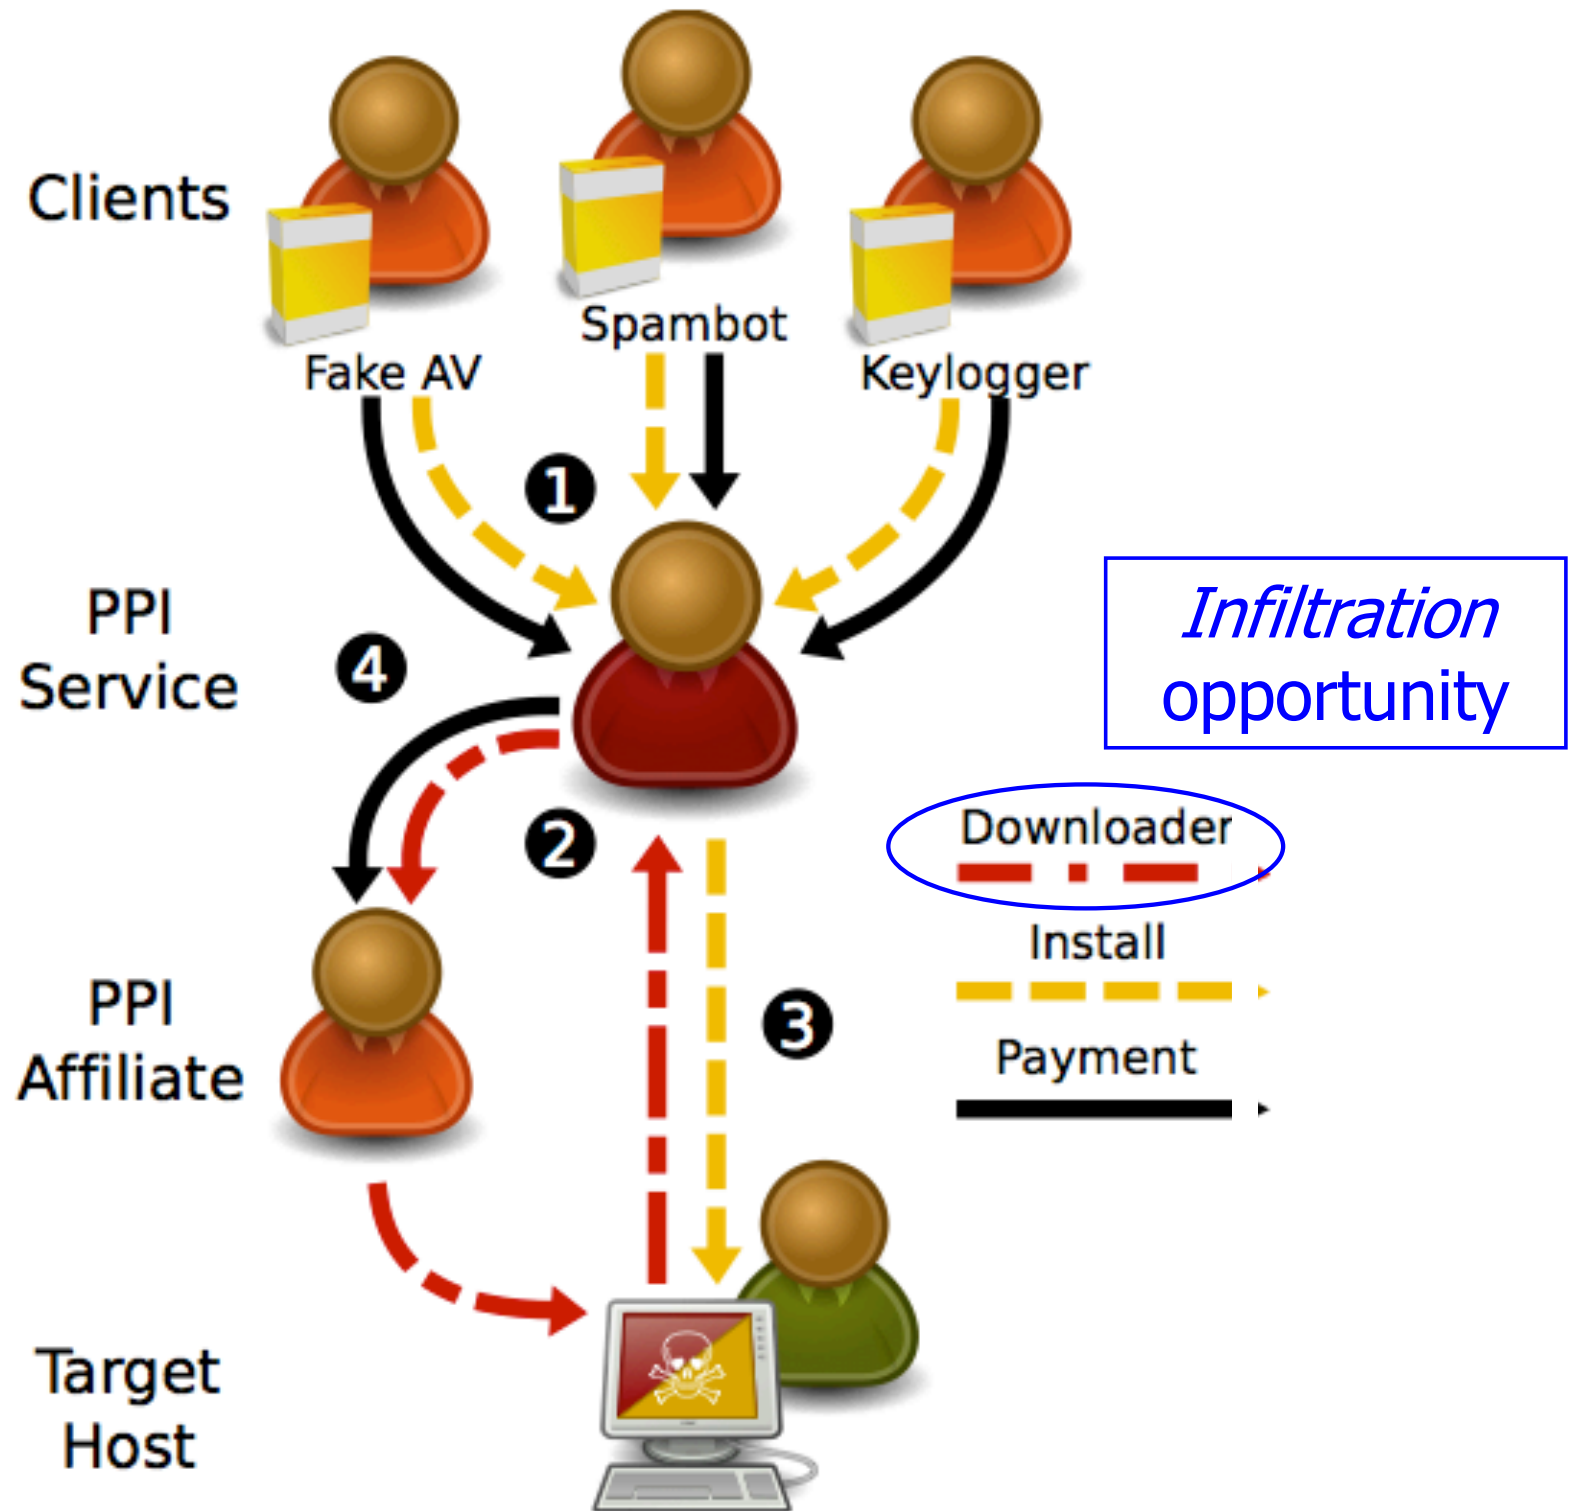 Clients
Fake AV
Spambot
Keylogger
1
PPI
Service
4
Infiltration
opportunity
2
Downloader
Install
3
Payment
PPI
Affiliate
Target
Host